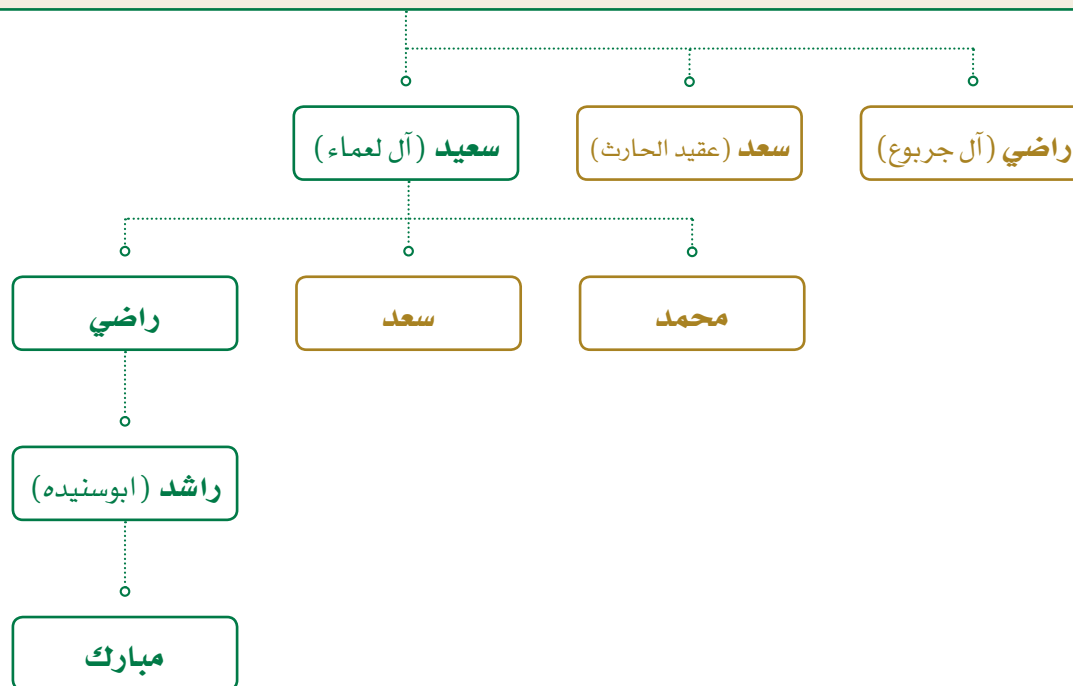 راضي (آل جربوع)
سعد (عقيد الحارث)
سعيد (آل لعماء)
محمد
سعد
راضي
راشد (ابوسنيده)
مبارك